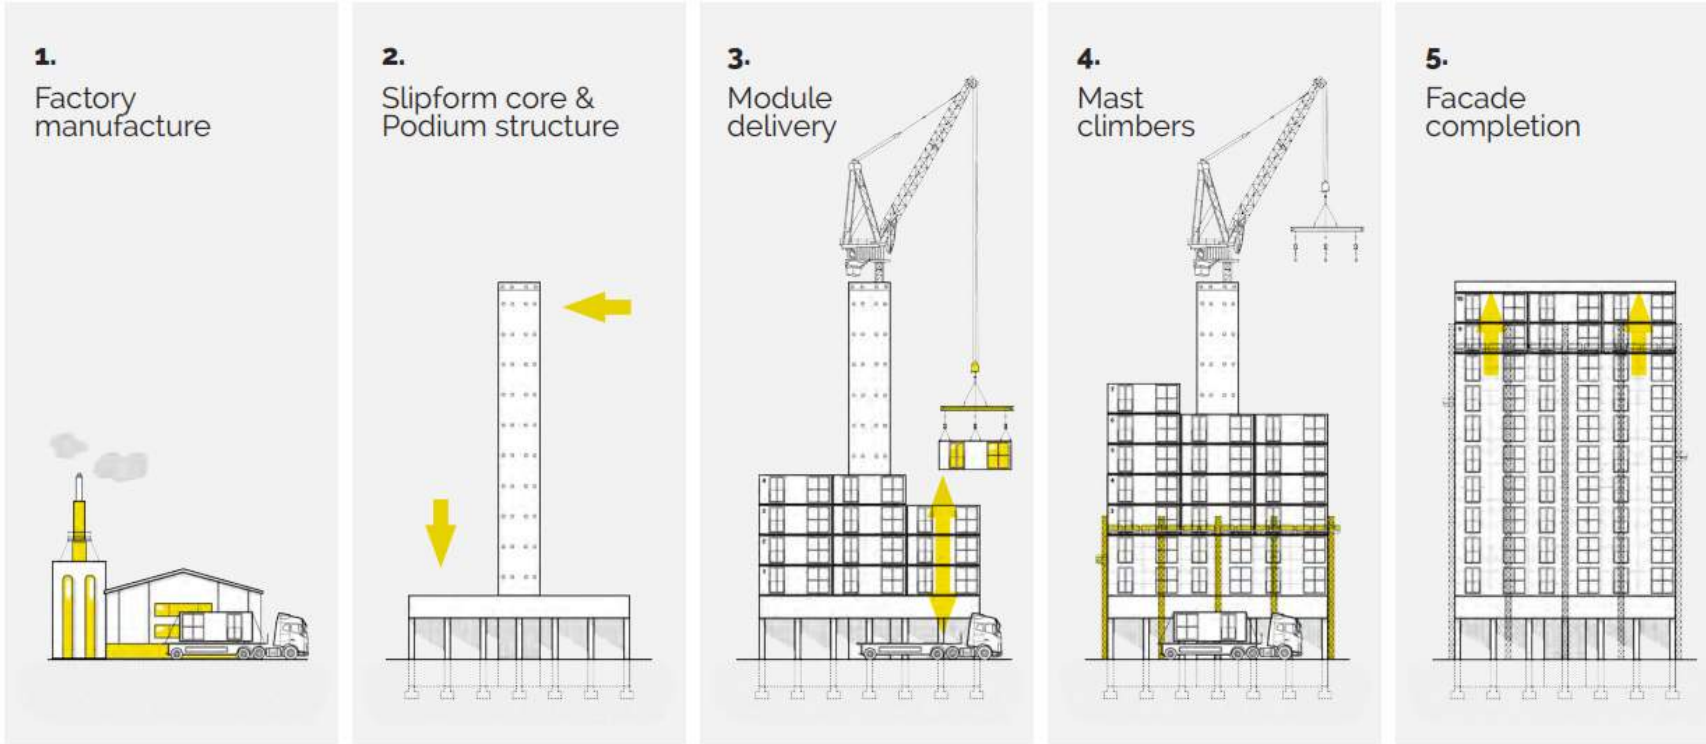 1.
Factory
manufacture
2.
Slipform core &
Podium structure
3.
Module
delivery
4.
Mast
climbers
5.
Facade
completion